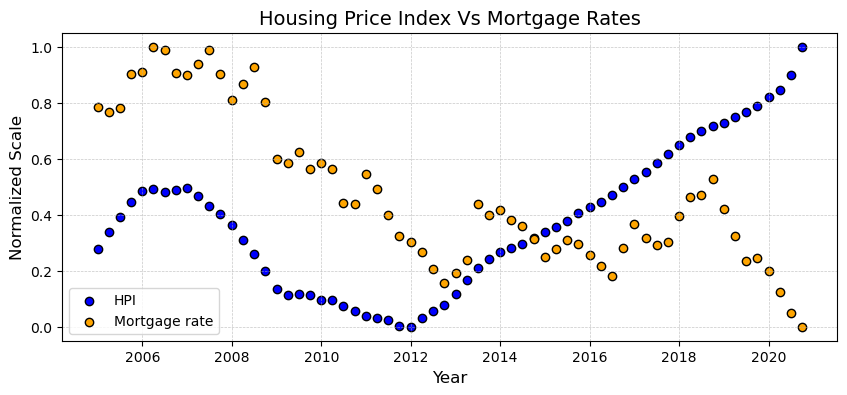 Housing Price Index Vs Mortgage Rates
Normalized Scale
1.0
0.8
0.6
0.4
0.2
0.0
HPI
Mortgage rate
2006 2008 2010 2012 2014 2016 2018 2020
Year